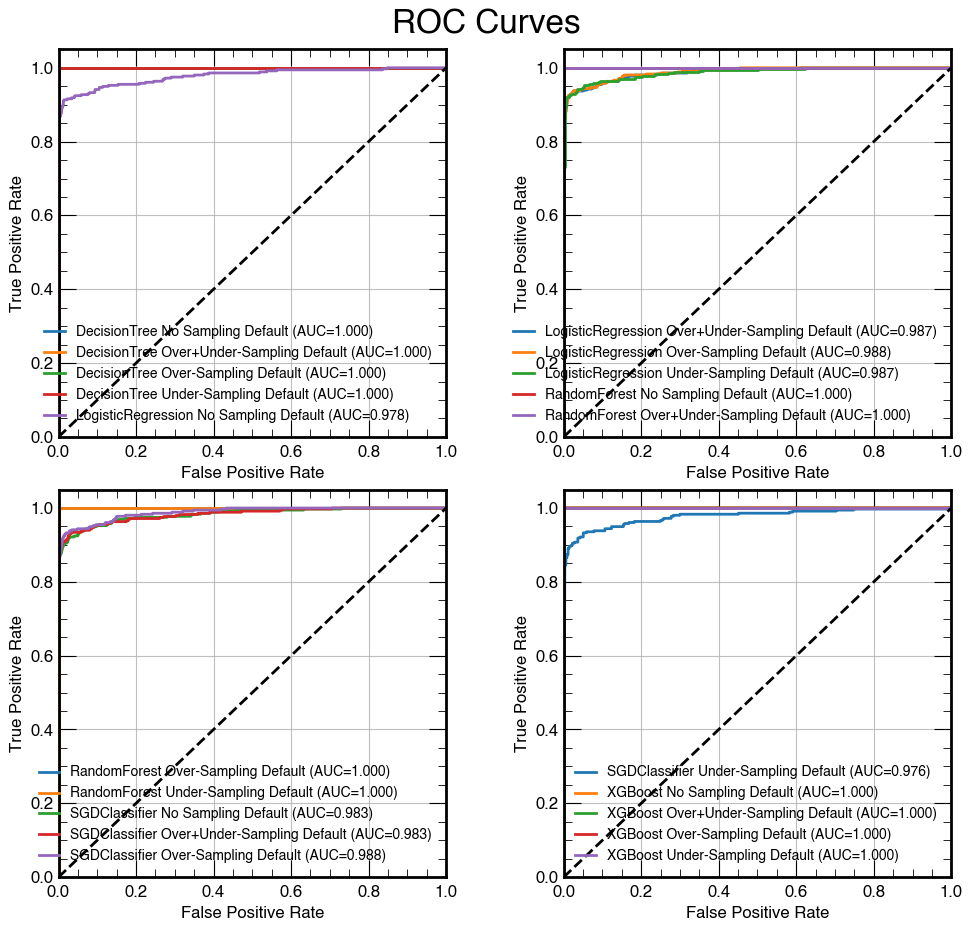 ROC Curves
1.0
0.8
0.6
0.4
0.2
0.0
True Positive Rate
DecisionTree No Sampling Default (AUC=1.000)
DecisionTree Over+Under-Sampling Default (AUC=1.000)
DecisionTree Over-Sampling Default (AUC=1.000)
DecisionTree Under-Sampling Default (AUC=1.000)
LogisticRegression No Sampling Default (AUC=0.978)
0.0 0.2 0.4 0.6 0.8 1.0
False Positive Rate
1.0
0.8
0.6
0.4
0.2
0.0
True Positive Rate
LogisticRegression Over+Under-Sampling Default (AUC=0.987)
LogisticRegression Over-Sampling Default (AUC=0.988)
LogisticRegression Under-Sampling Default (AUC=0.987)
RandomForest No Sampling Default (AUC=1.000)
RandomForest Over+Under-Sampling Default (AUC=1.000)
0.0 0.2 0.4 0.6 0.8 1.0
False Positive Rate
1.0
0.8
0.6
0.4
0.2
0.0
True Positive Rate
RandomForest Over-Sampling Default (AUC=1.000)
RandomForest Under-Sampling Default (AUC=1.000)
SGDClassifier No Sampling Default (AUC=0.983)
SGDClassifier Over+Under-Sampling Default (AUC=0.983)
SGDClassifier Over-Sampling Default (AUC=0.988)
0.0 0.2 0.4 0.6 0.8 1.0
False Positive Rate
1.0
0.8
0.6
0.4
0.2
0.0
True Positive Rate
SGDClassifier Under-Sampling Default (AUC=0.976)
XGBoost No Sampling Default (AUC=1.000)
XGBoost Over+Under-Sampling Default (AUC=1.000)
XGBoost Over-Sampling Default (AUC=1.000)
XGBoost Under-Sampling Default (AUC=1.000)
0.0 0.2 0.4 0.6 0.8 1.0
False Positive Rate